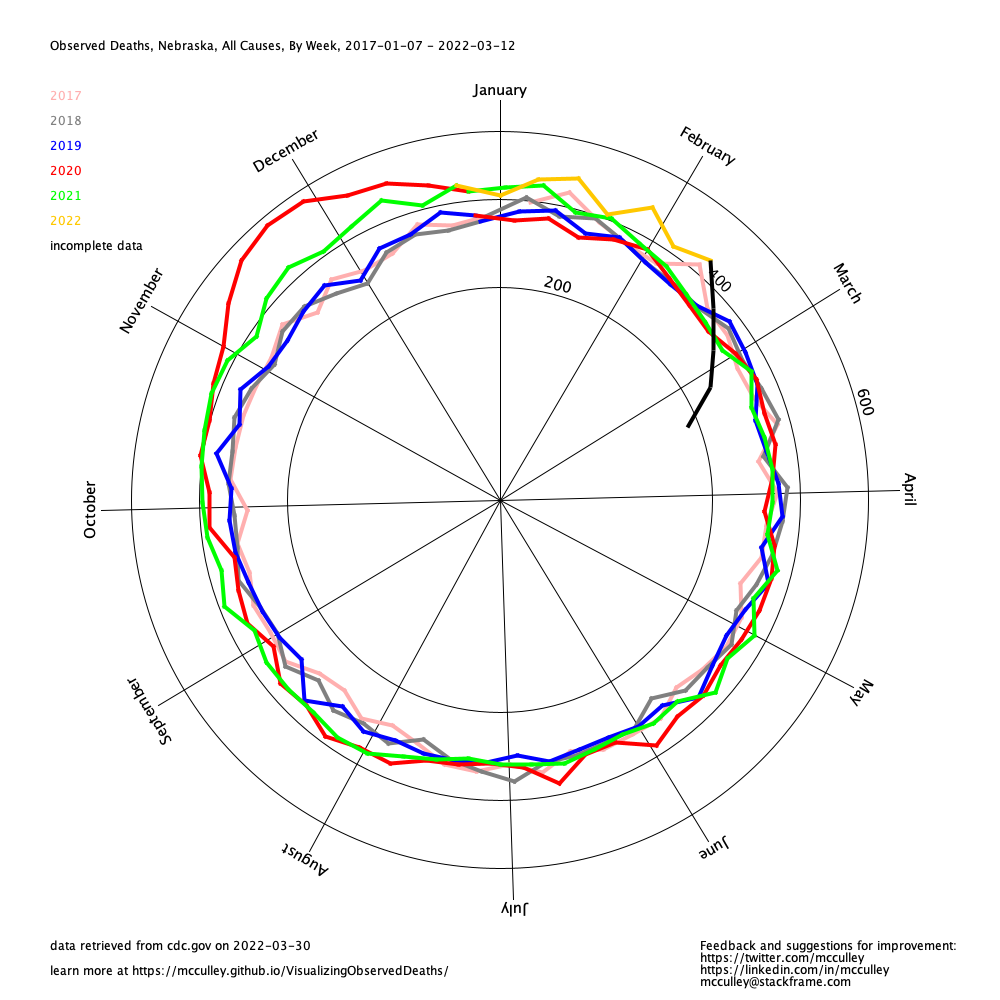 Observed Deaths, Nebraska, All Causes, By Week, 2017-01-07 - 2022-03-12
2017
2018
2019
2020
2021
2022
incomplete data
January
February
March
April
May
June
July
August
September
October
November
December
200
400
600
data retrieved from cdc.gov on 2022-03-30
learn more at https://mcculley.github.io/VisualizingObservedDeaths/
Feedback and suggestions for improvement:
https://twitter.com/mcculley
https://linkedin.com/in/mcculley
mcculley@stackframe.com